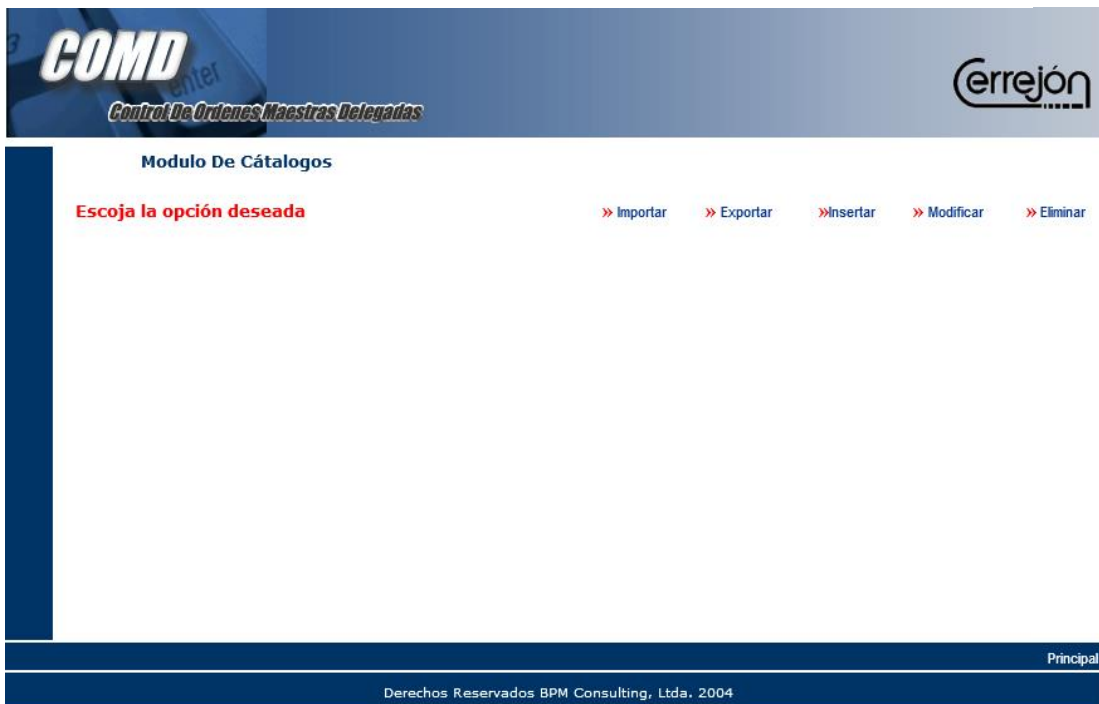 COMD
enter
Control De Ordenes Maestras Delegadas
Cerrejón
Modulo De Cátalogos
Escoja la opción deseada
» Importar » Exportar »Insertar » Modificar » Eliminar
Principal
Derechos Reservados BPM Consulting, Ltda. 2004